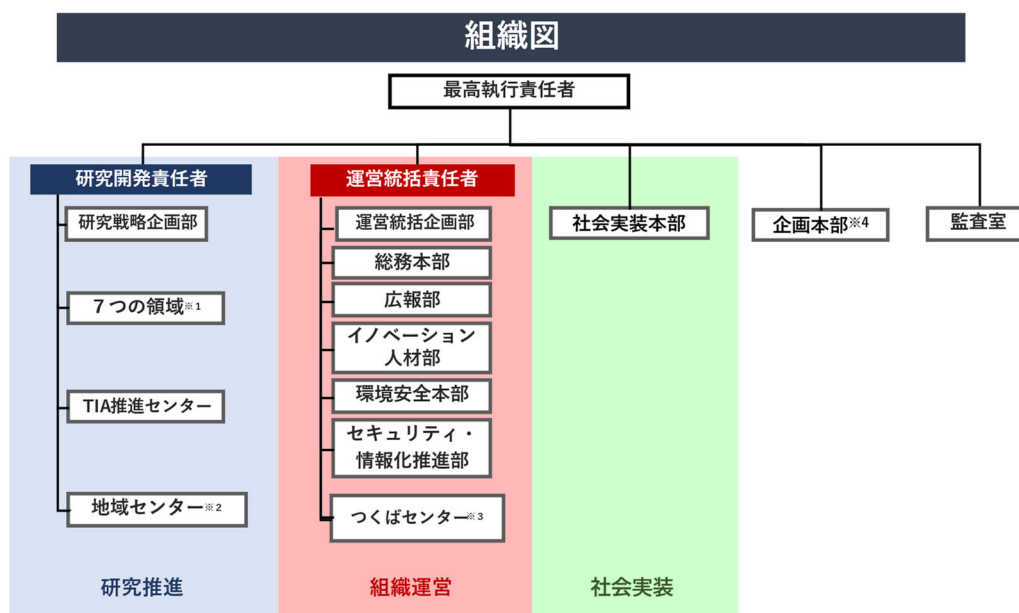 組織図
最高執行責任者
研究開発責任者
研究戦略企画部
７つの領域※1
TIA推進センター
地域センター※2
研究推進
運営統括責任者
運営統括企画部
総務本部
広報部
イノベーション
人材部
環境安全本部
セキュリティ・
情報化推進部
つくばセンター※3
組織運営
社会実装本部
社会実装
企画本部※4
監査室